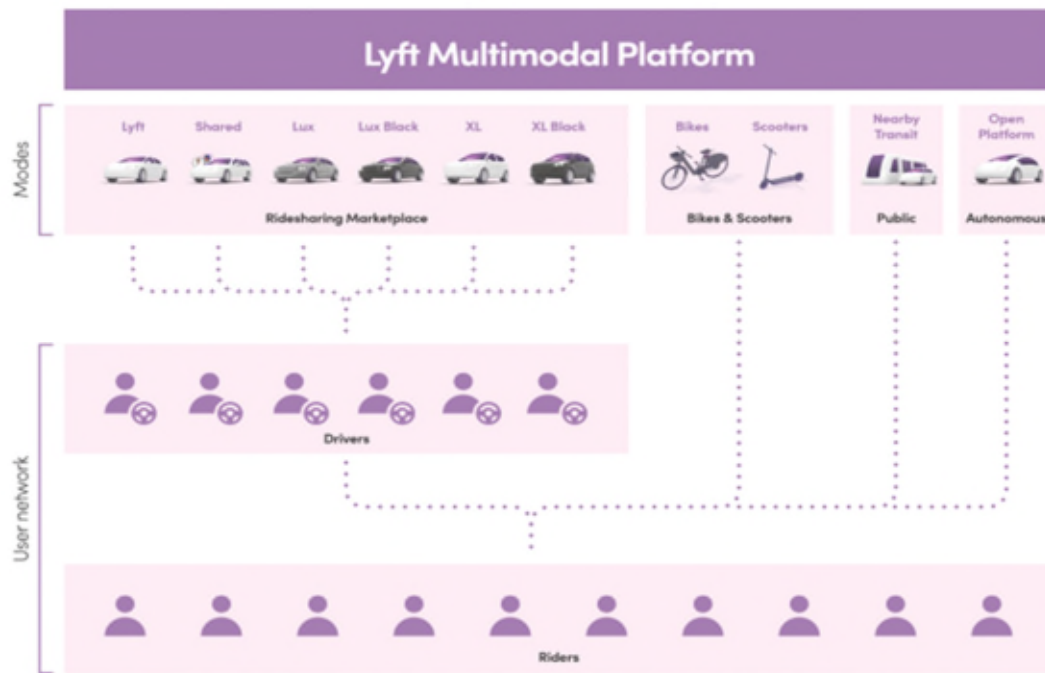 Lyft Multimodal Platform
Modes
Lyft Shared Lux Lux Black XL XL Black
Ridesharing Marketplace
Bikes Scooters
Bikes & Scooters
Nearby
Transit
Public
Open
Platform
Autonomous
User network
Drivers
Riders